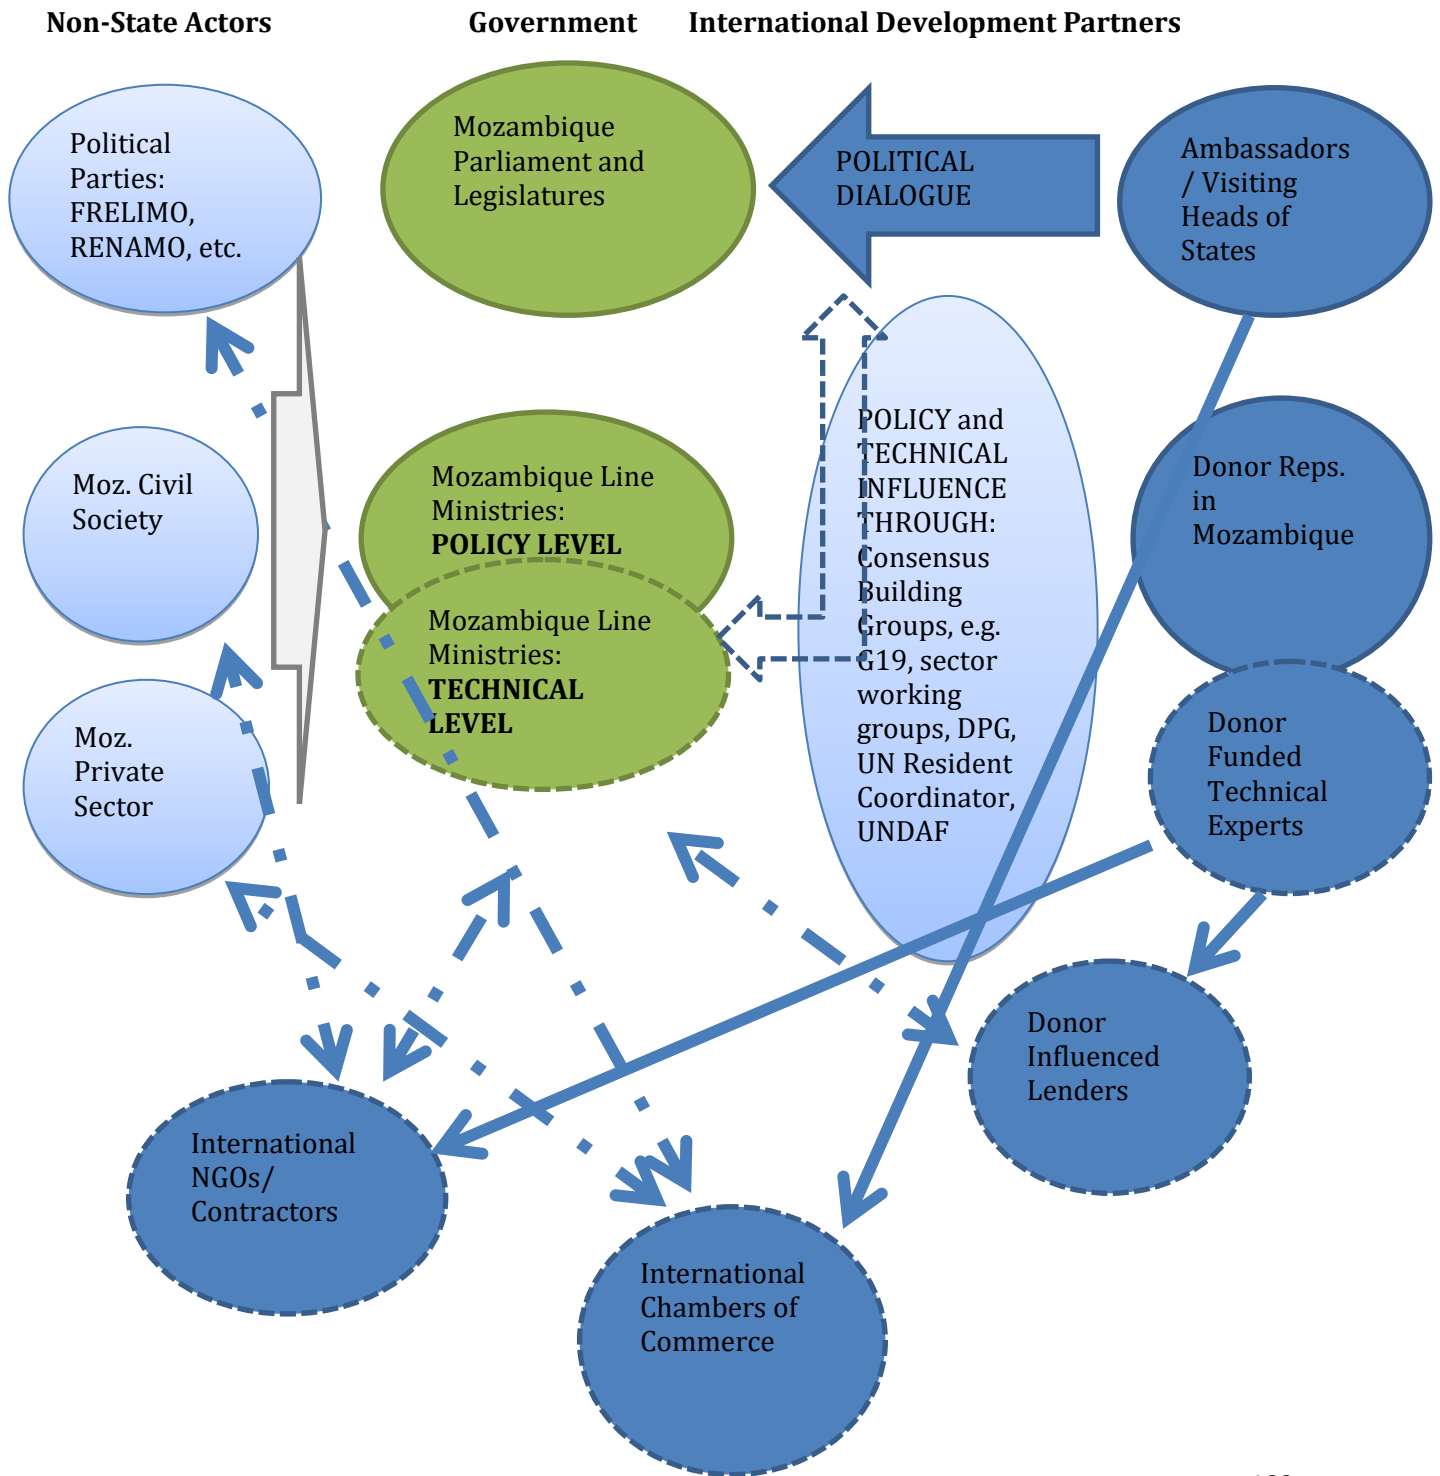 Non-State Actors
Government
International Development Partners
Political
Parties:
FRELIMO,
RENAMO, etc.
Mozambique
Parliament and
Legislatures
POLITICAL
DIALOGUE
Ambassadors
/ Visiting
Heads of
States
Moz. Civil
Society
Mozambique Line
Ministries:
POLICY LEVEL
Mozambique Line
Ministries:
TECHNICAL
LEVEL
POLICY and
TECHNICAL
INFLUENCE
THROUGH:
Consensus
Building
Groups, e.g.
G19, sector
working
groups, DPG,
UN Resident
Coordinator,
UNDAF
Donor Reps.
in
Mozambique
Moz.
Private
Sector
Donor
Funded
Technical
Experts
Donor
Influenced
Lenders
International
NGOs/
Contractors
International
Chambers of
Commerce